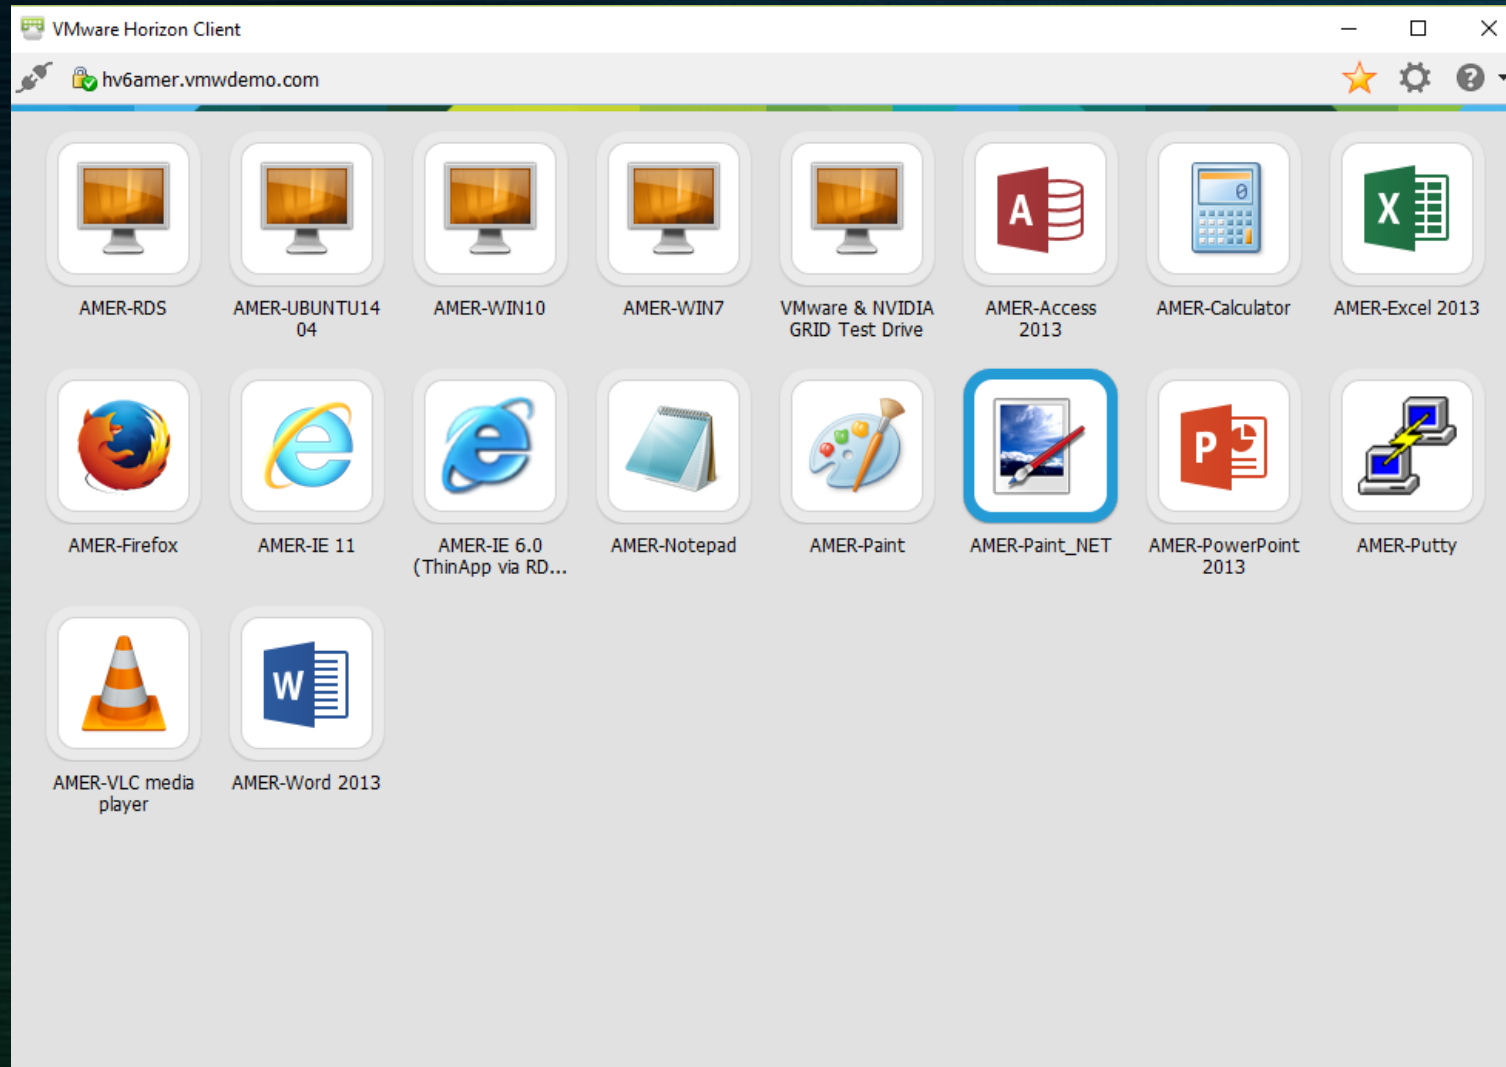 VMware Horizon Client
hv6amer.vmwdemo.com
AMER-RDS
AMER-UBUNTU14
04
AMER-WIN10
AMER-WIN7
VMware & NVIDIA
GRID Test Drive
AMER-Access
2013
AMER-Calculator
AMER-Excel 2013
A
0
X
AMER-Firefox
AMER-IE 11
AMER-IE 6.0
(ThinApp via RD...
AMER-Notepad
AMER-Paint
AMER-Paint_NET
AMER-PowerPoint
2013
AMER-Putty
P
AMER-VLC media
player
W
AMER-Word 2013